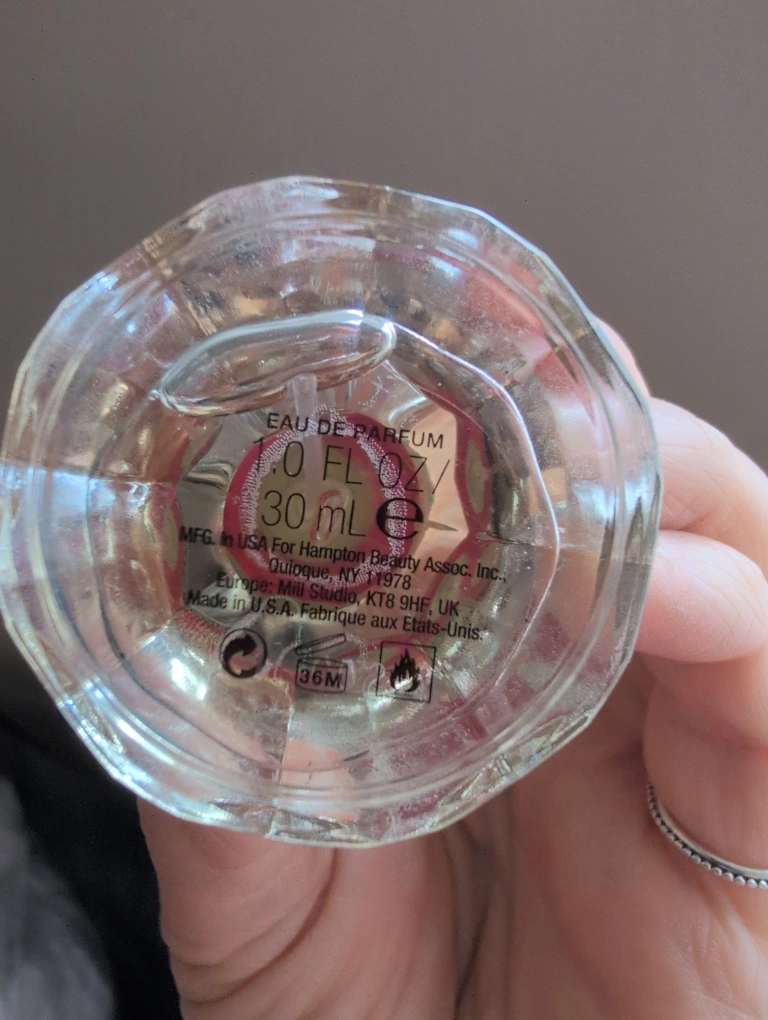 EAU DE PARFUM
1.0 FL OZ/
30 mL e
MFG. In USA For Hampton Beauty Assoc. Inc.,
Quioque, NY 11978
Europe: Mill Studio, KT8 9HF, UK
Made in U.S.A. Fabrique aux Etats-Unis.
36M